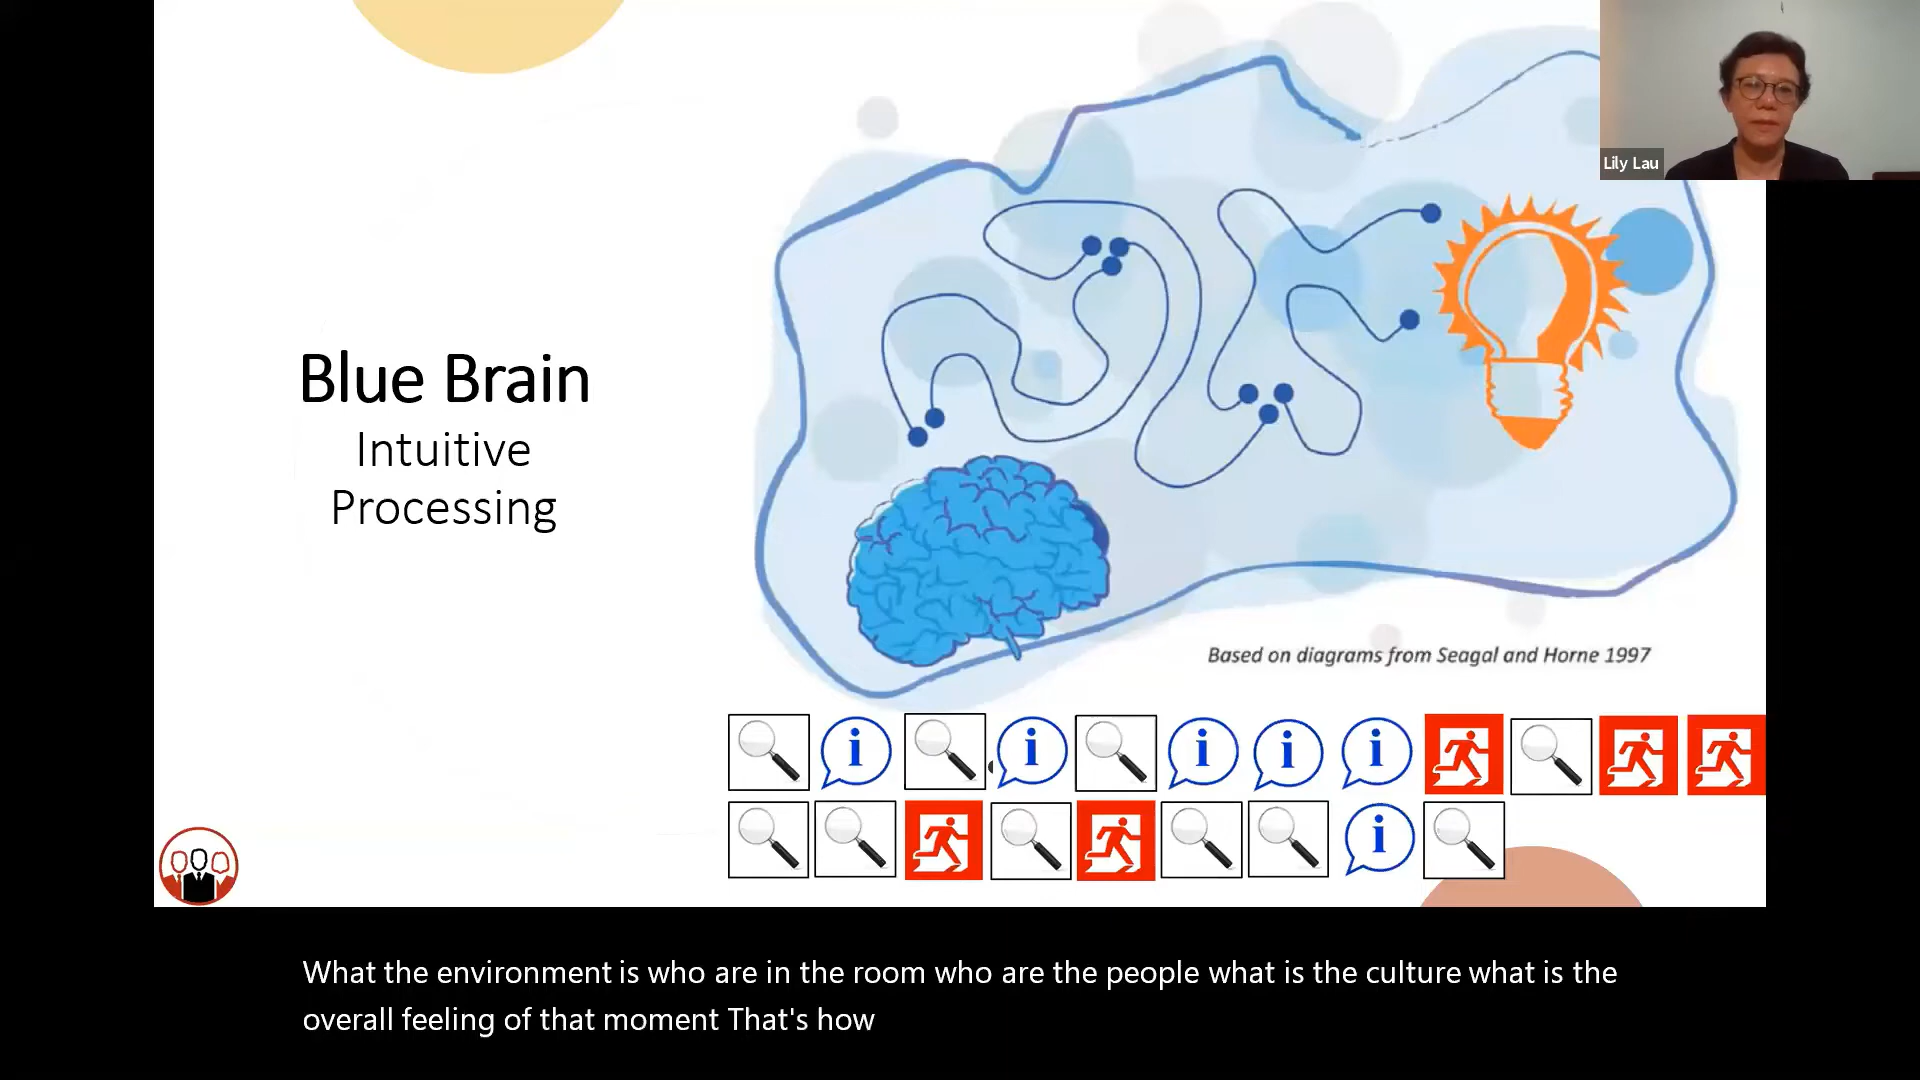 Lily Lau
Blue Brain
Intuitive
Processing
Based on diagrams from Seagal and Horne 1997
i i i i i
i
What the environment is who are in the room who are the people what is the culture what is the
overall feeling of that moment That's how